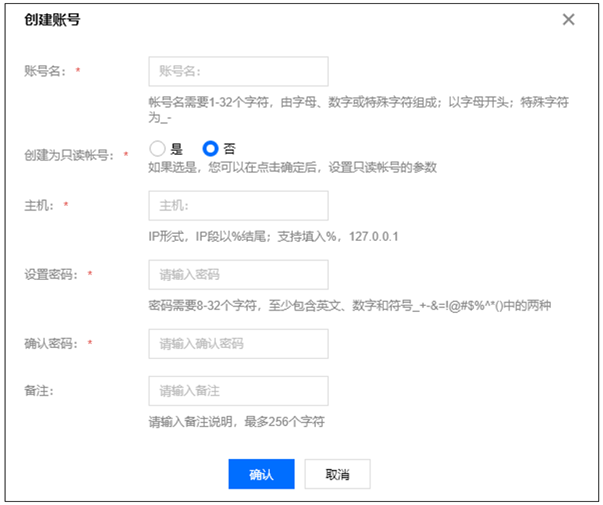 创建账号
账号名： *
账号名：
帐号名需要1-32个字符，由字母、数字或特殊字符组成；以字母开头；特殊字符
为_-
创建为只读帐号： *
是 否
如果选是，您可以在点击确定后，设置只读帐号的参数
主机： *
主机：
IP形式，IP段以%结尾；支持填入%，127.0.0.1
设置密码： *
请输入密码
密码需要8-32个字符，至少包含英文、数字和符号_+-&=!@#$%^*()中的两种
确认密码： *
请输入确认密码
备注：
请输入备注
请输入备注说明，最多256个字符
确认 取消